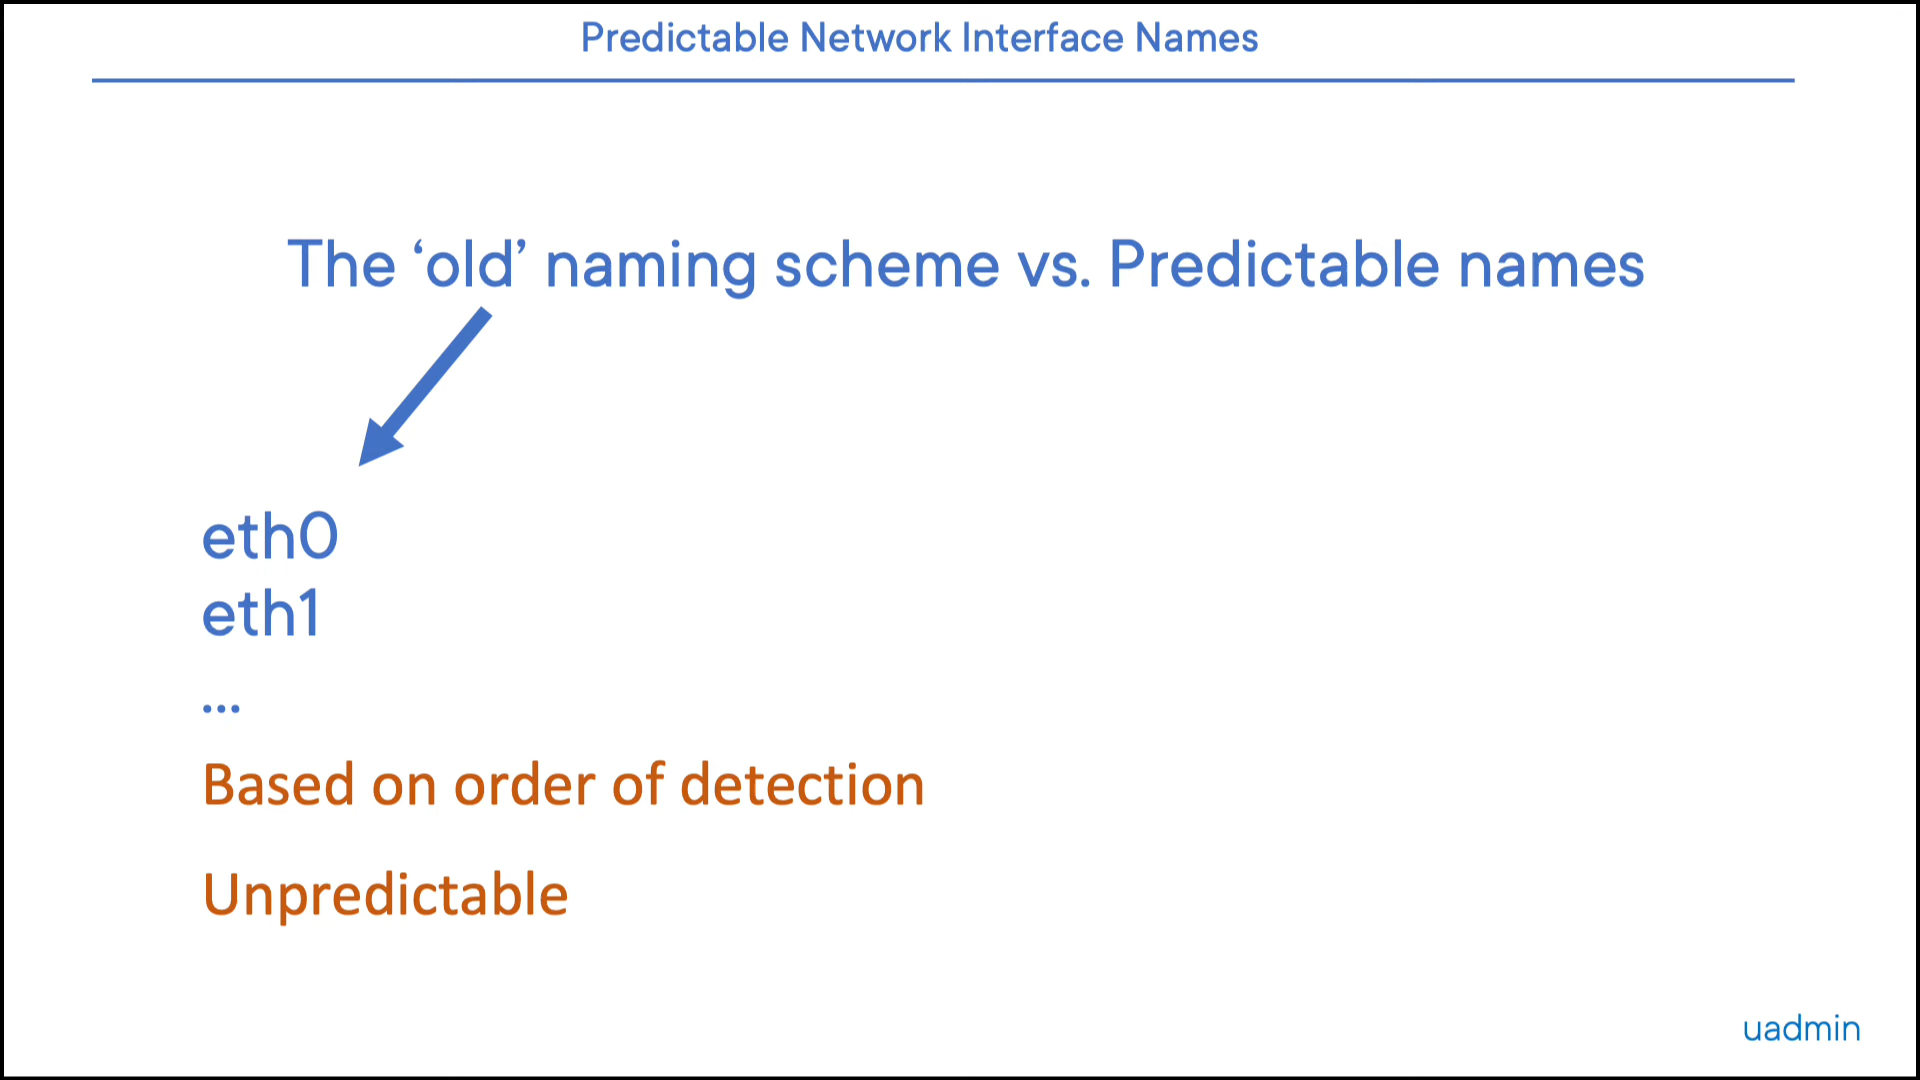 Predictable Network Interface Names
The ‘old’ naming scheme vs. Predictable names
eth0
eth1
...
Based on order of detection
Unpredictable
uadmin